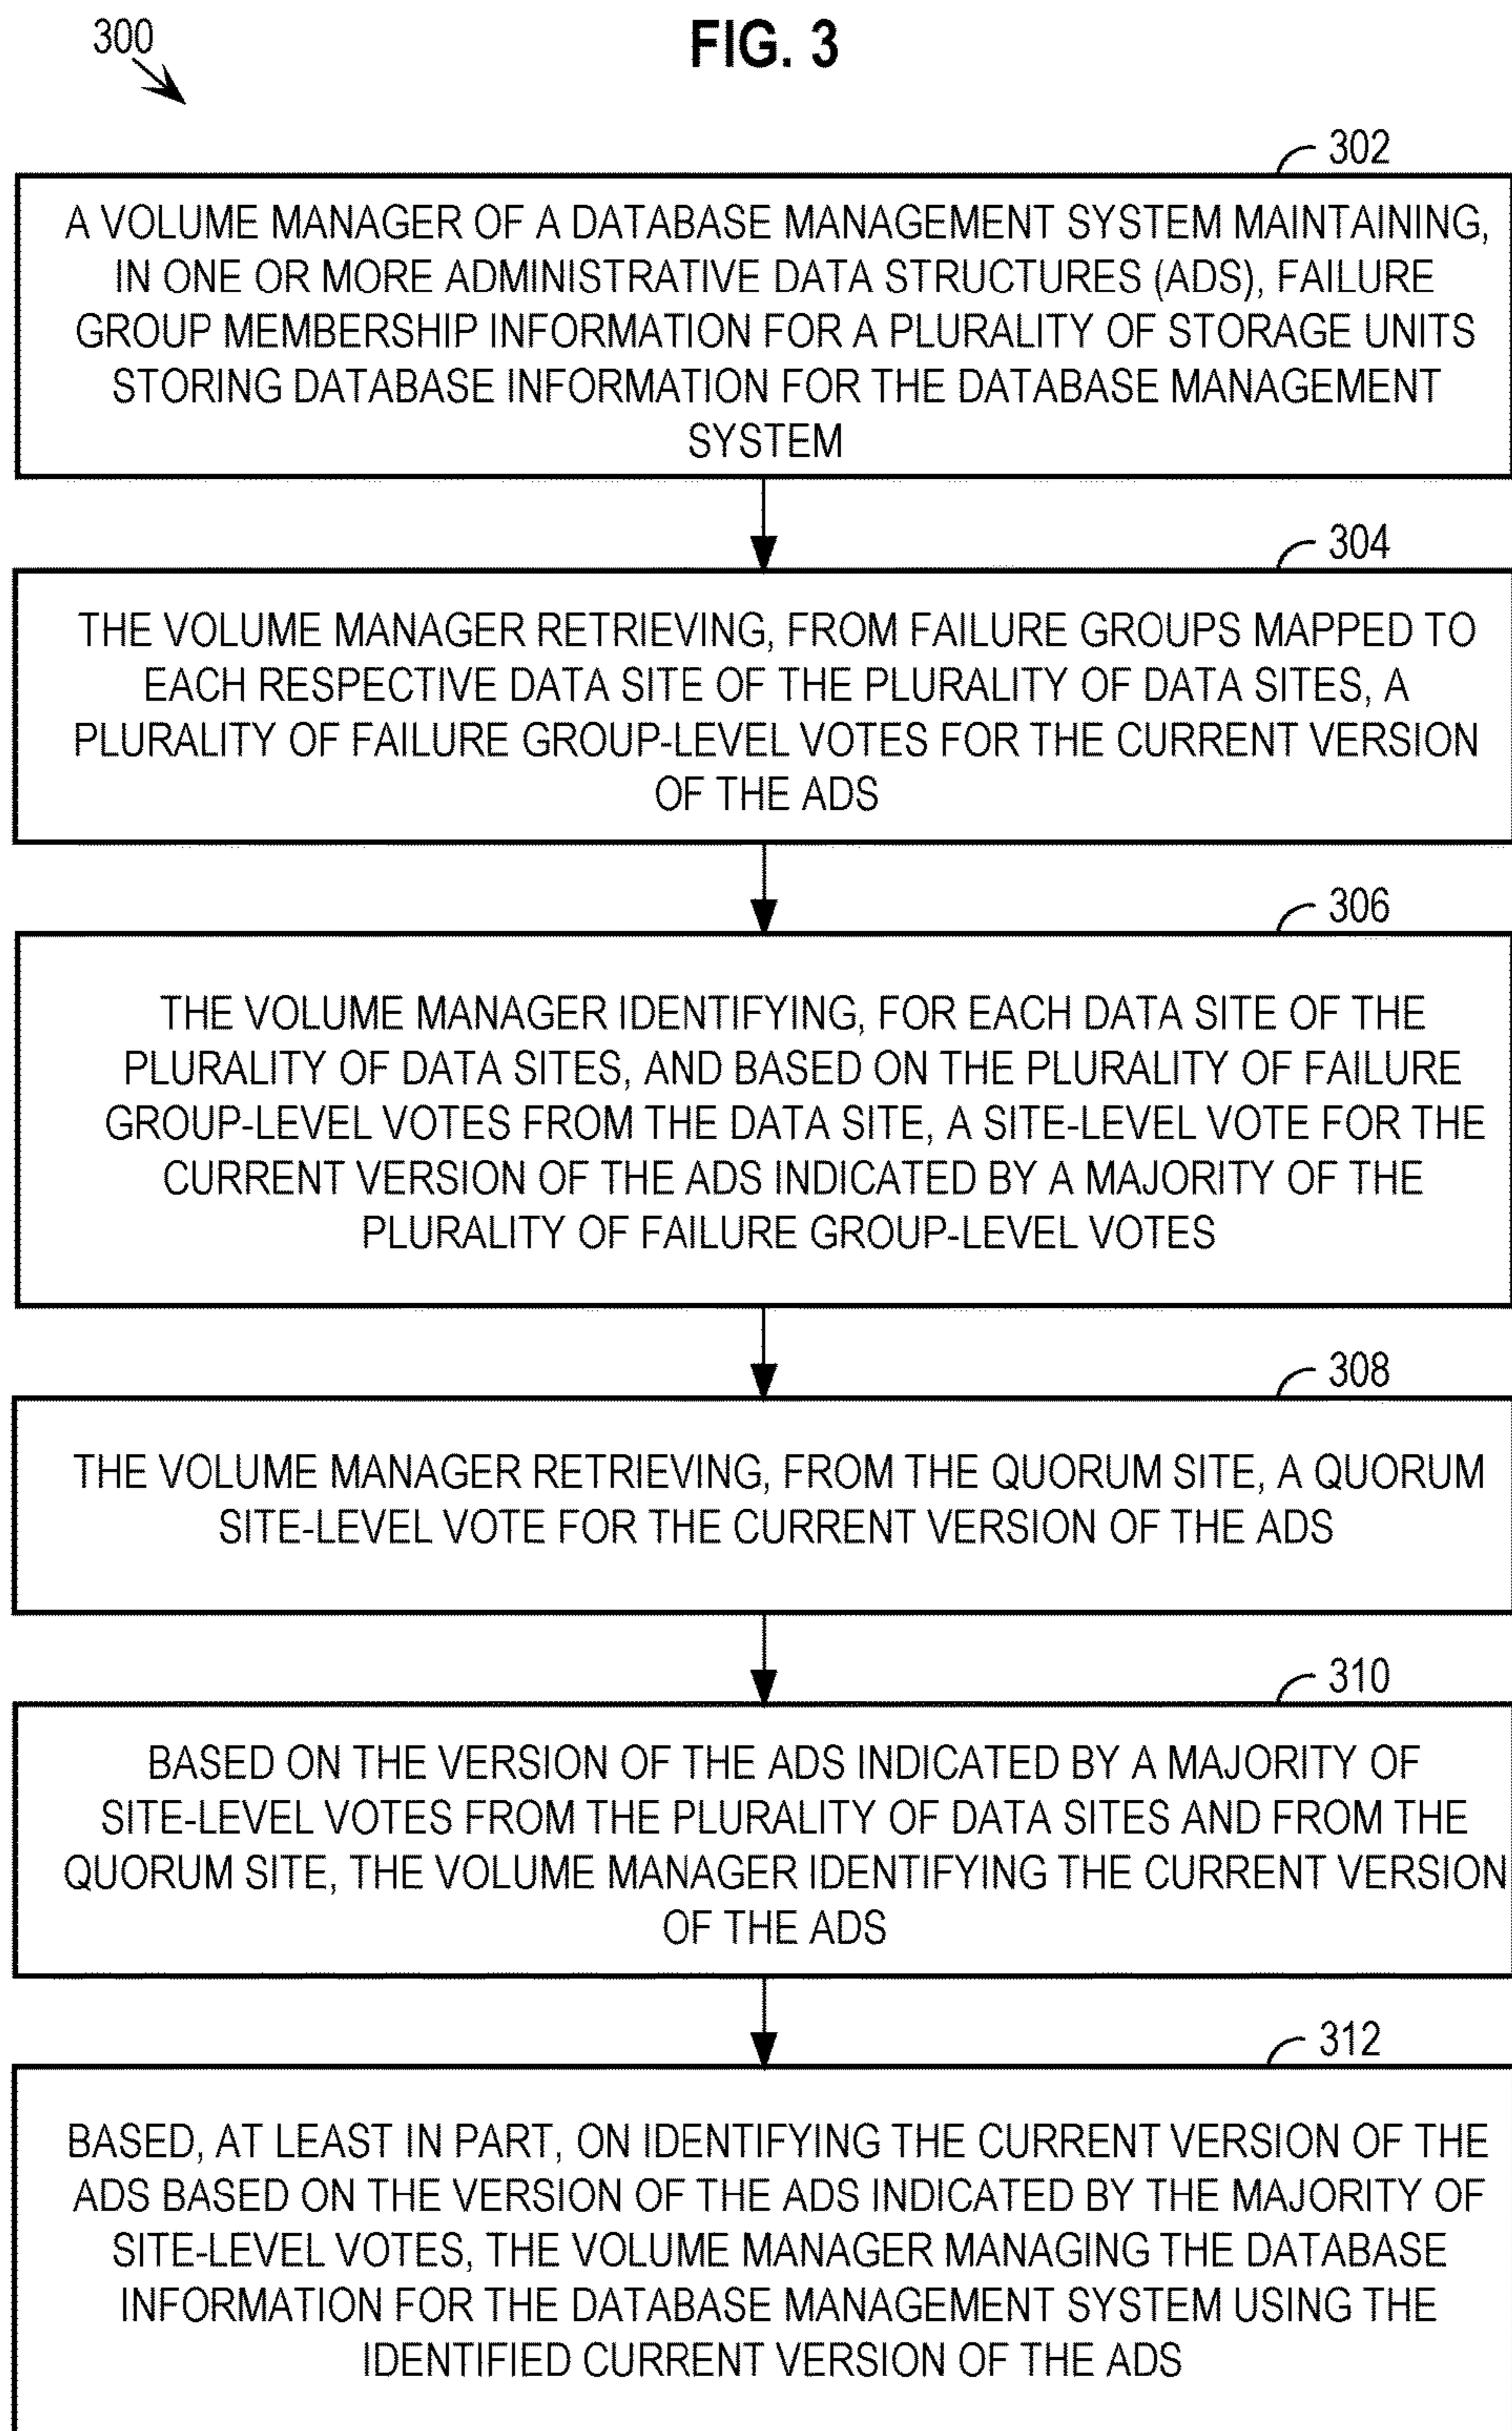 FIG. 3
300
302
A VOLUME MANAGER OF A DATABASE MANAGEMENT SYSTEM MAINTAINING,
IN ONE OR MORE ADMINISTRATIVE DATA STRUCTURES (ADS), FAILURE
GROUP MEMBERSHIP INFORMATION FOR A PLURALITY OF STORAGE UNITS
STORING DATABASE INFORMATION FOR THE DATABASE MANAGEMENT
SYSTEM
304
THE VOLUME MANAGER RETRIEVING, FROM FAILURE GROUPS MAPPED TO
EACH RESPECTIVE DATA SITE OF THE PLURALITY OF DATA SITES, A
PLURALITY OF FAILURE GROUP-LEVEL VOTES FOR THE CURRENT VERSION
OF THE ADS
306
THE VOLUME MANAGER IDENTIFYING, FOR EACH DATA SITE OF THE
PLURALITY OF DATA SITES, AND BASED ON THE PLURALITY OF FAILURE
GROUP-LEVEL VOTES FROM THE DATA SITE, A SITE-LEVEL VOTE FOR THE
CURRENT VERSION OF THE ADS INDICATED BY A MAJORITY OF THE
PLURALITY OF FAILURE GROUP-LEVEL VOTES
308
THE VOLUME MANAGER RETRIEVING, FROM THE QUORUM SITE, A QUORUM
SITE-LEVEL VOTE FOR THE CURRENT VERSION OF THE ADS
310
BASED ON THE VERSION OF THE ADS INDICATED BY A MAJORITY OF
SITE-LEVEL VOTES FROM THE PLURALITY OF DATA SITES AND FROM THE
QUORUM SITE, THE VOLUME MANAGER IDENTIFYING THE CURRENT VERSION
OF THE ADS
312
BASED, AT LEAST IN PART, ON IDENTIFYING THE CURRENT VERSION OF THE
ADS BASED ON THE VERSION OF THE ADS INDICATED BY THE MAJORITY OF
SITE-LEVEL VOTES, THE VOLUME MANAGER MANAGING THE DATABASE
INFORMATION FOR THE DATABASE MANAGEMENT SYSTEM USING THE
IDENTIFIED CURRENT VERSION OF THE ADS